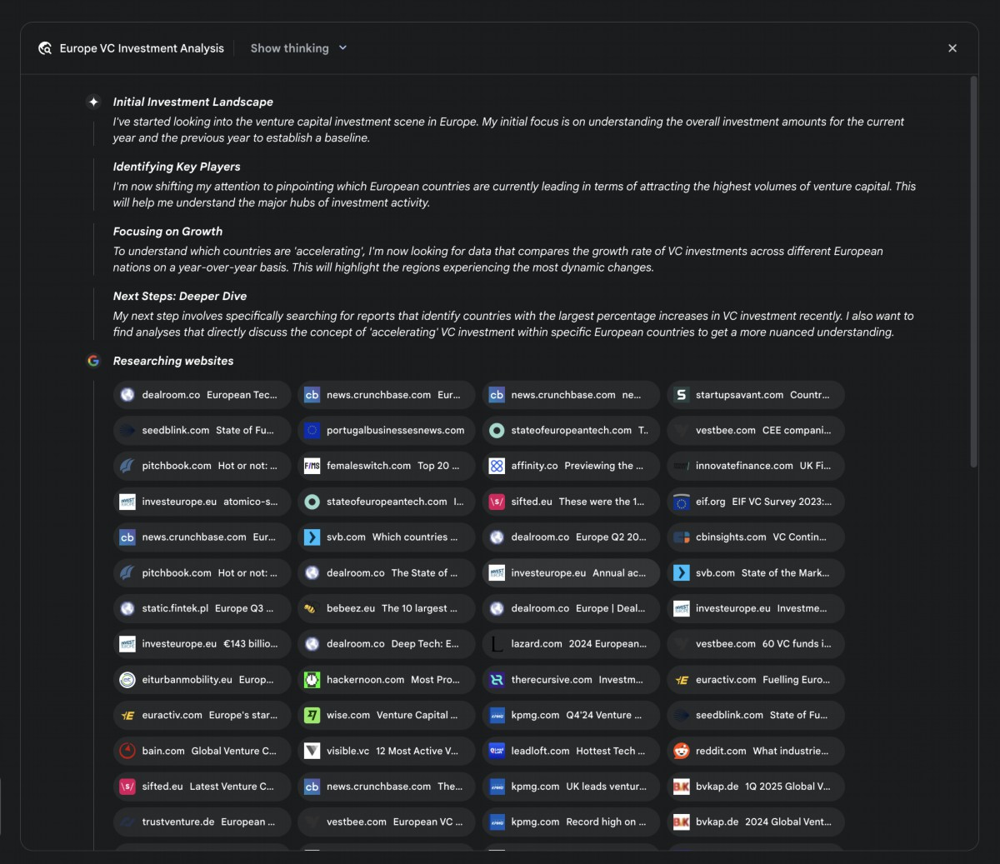 Europe VC Investment Analysis Show thinking
Initial Investment Landscape
I've started looking into the venture capital investment scene in Europe. My initial focus is on understanding the overall investment amounts for the current
year and the previous year to establish a baseline.
Identifying Key Players
I'm now shifting my attention to pinpointing which European countries are currently leading in terms of attracting the highest volumes of venture capital. This
will help me understand the major hubs of investment activity.
Focusing on Growth
To understand which countries are 'accelerating', I'm now looking for data that compares the growth rate of VC investments across different European
nations on a year-over-year basis. This will highlight the regions experiencing the most dynamic changes.
Next Steps: Deeper Dive
My next step involves specifically searching for reports that identify countries with the largest percentage increases in VC investment recently. I also want to
find analyses that directly discuss the concept of 'accelerating' VC investment within specific European countries to get a more nuanced understanding.
Researching websites
dealroom.co European Tec... cb news.crunchbase.com Eur... cb news.crunchbase.com ne... S startupsavant.com Countr...
seedblink.com State of Fu... portugalbusinessesnews.com stateofeuropeantech.com T.. vestbee.com CEE compani...
pitchbook.com Hot or not: ... F/MS femaleswitch.com Top 20 ... affinity.co Previewing the ... innovatefinance.com UK Fi...
INVEST EUROPE investeurope.eu atomico-s... stateofeuropeantech.com I... \s/ sifted.eu These were the 1... eif.org EIF VC Survey 2023:...
cb news.crunchbase.com Eur... svb.com Which countries ... dealroom.co Europe Q2 20... cbinsights.com VC Contin...
pitchbook.com Hot or not: ... dealroom.co The State of ... INVEST EUROPE investeurope.eu Annual ac... svb.com State of the Mark...
static.fintek.pl Europe Q3 ... bebeez.eu The 10 largest ... dealroom.co Europe | Deal... INVEST EUROPE investeurope.eu Investme...
INVEST EUROPE investeurope.eu €143 billio... dealroom.co Deep Tech: E... L lazard.com 2024 European... vestbee.com 60 VC funds i...
eit eiturbanmobility.eu Europ... hackernoon.com Most Pro... therecursive.com Investm... euractiv.com Fuelling Euro...
euractiv.com Europe's star... wise.com Venture Capital ... KPMG kpmg.com Q4'24 Venture ... seedblink.com State of Fu...
bain.com Global Venture C... visible.vc 12 Most Active V... leadloft.com Hottest Tech ... reddit.com What industrie...
\s/ sifted.eu Latest Venture C... cb news.crunchbase.com The... KPMG kpmg.com UK leads ventur... BVK bvkap.de 1Q 2025 Global V...
trustventure.de European ... vestbee.com European VC ... KPMG kpmg.com Record high on ... BVK bvkap.de 2024 Global Vent...